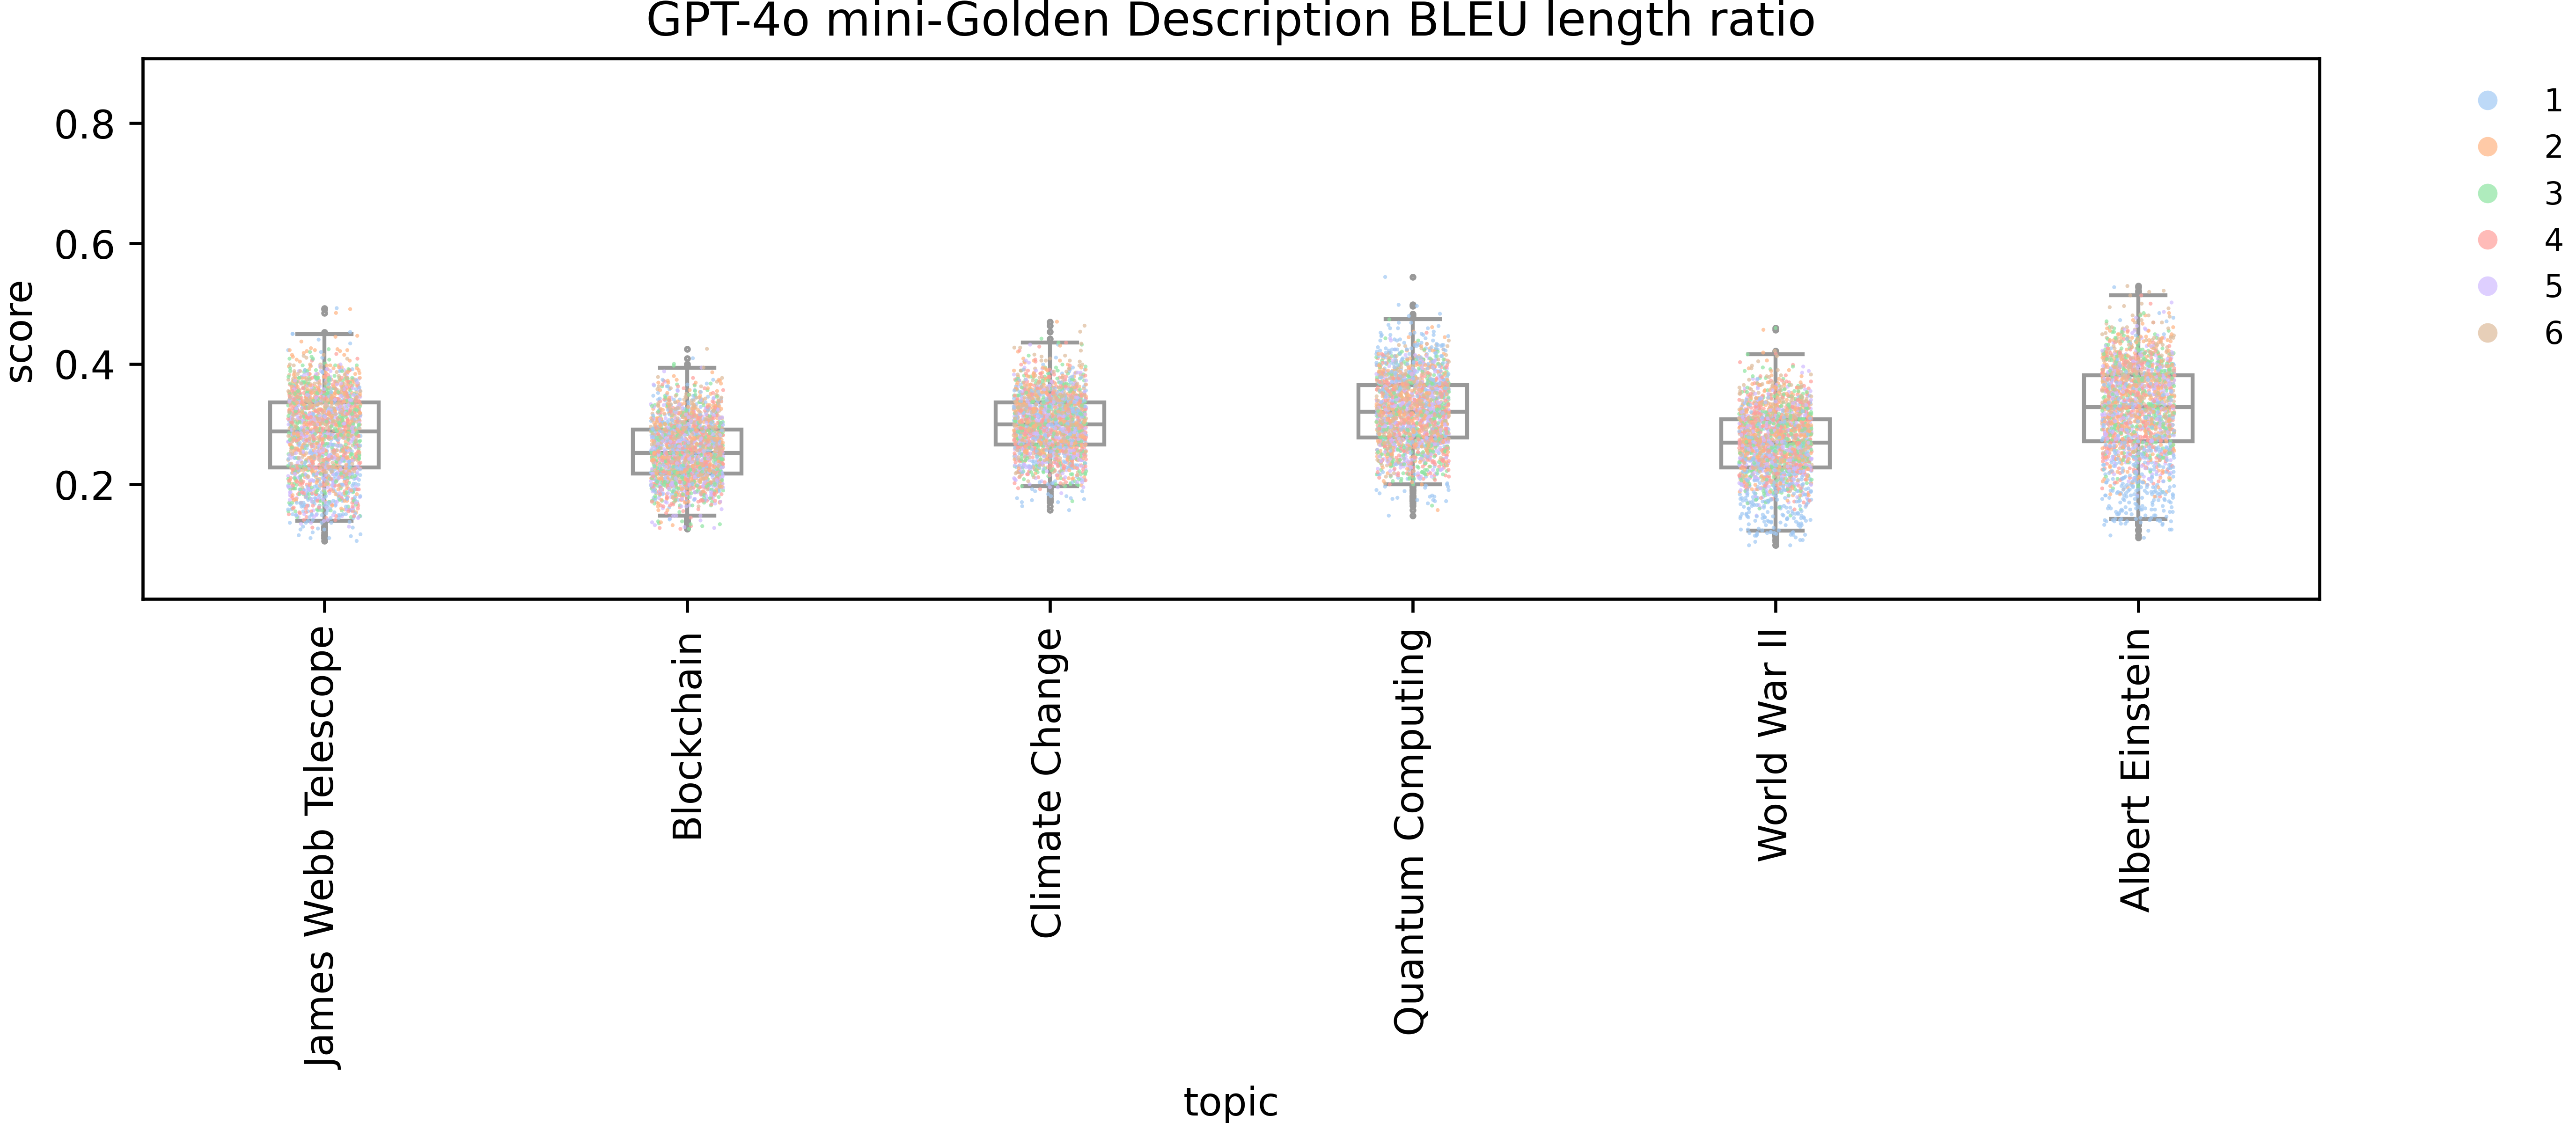 GPT-4o mini-Golden Description BLEU length ratio
score
0.8
0.6
0.4
0.2
1
2
3
4
5
6
James Webb Telescope
Blockchain
Climate Change
Quantum Computing
World War II
Albert Einstein
topic